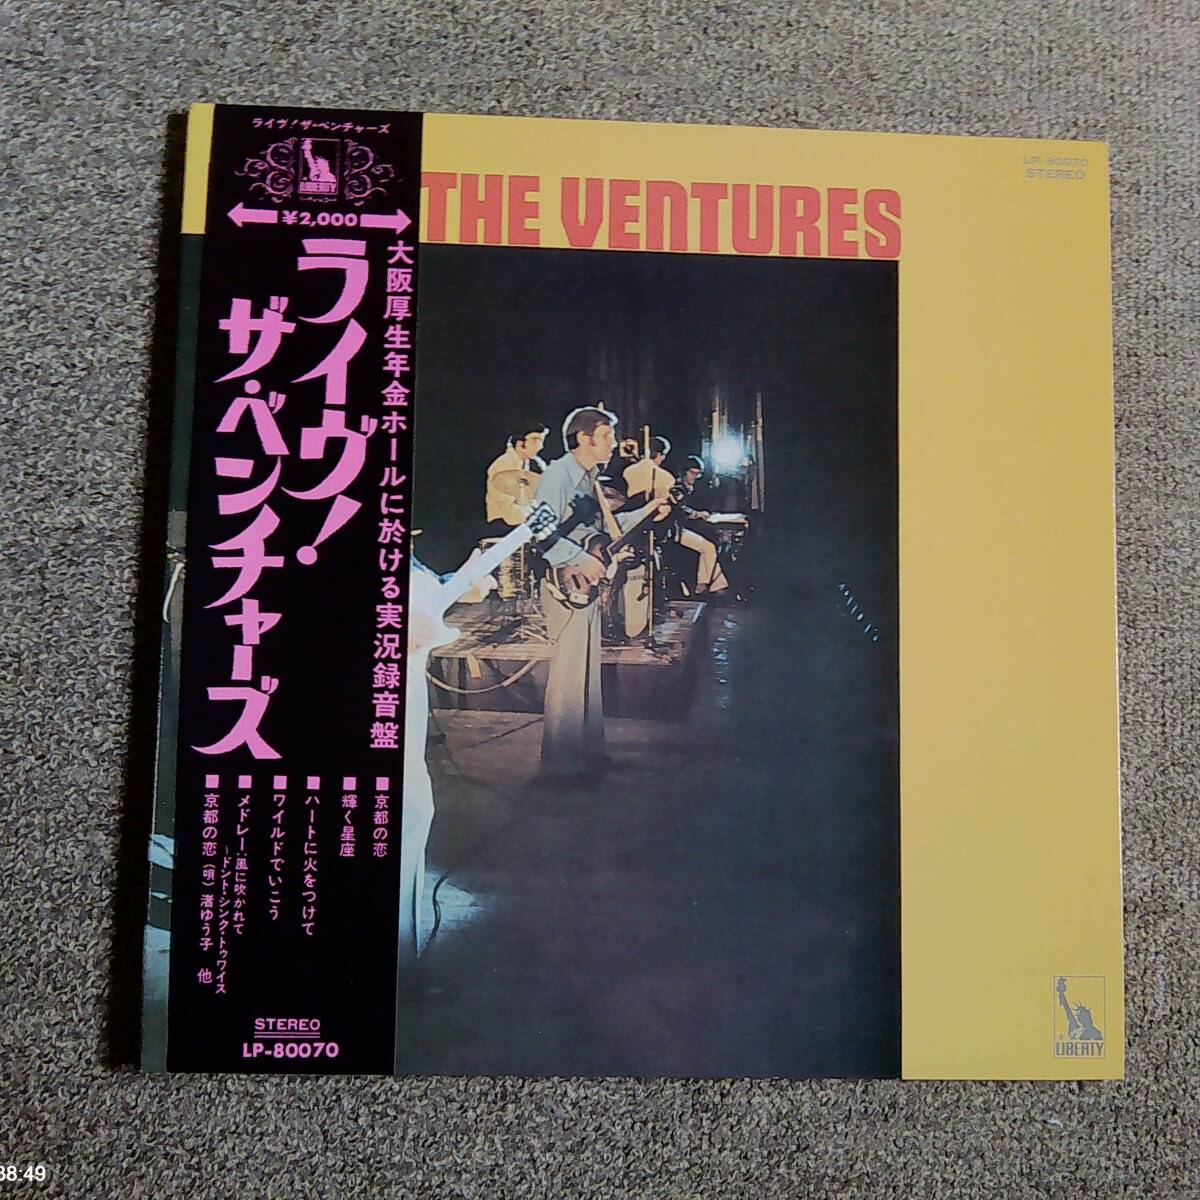 ライヴ!ザ・ベンチャーズ
LIBERTY
¥2,000
大阪厚生年金ホールに於ける実況録音盤
ライヴ!
ザ・ベンチャーズ
■京都の恋
■輝く星座
■ハートに火をつけて
■ワイルドでいこう
■メドレー:風に吹かれて
~ドント・シンク・トゥワイス
■京都の恋(唄)渚ゆう子 他
STEREO
LP-80070
THE VENTURES
LP-80070
STEREO
LIBERTY
38:49